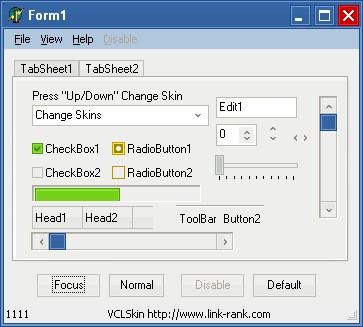 Form1
File View Help Disable
TabSheet1 TabSheet2
Press "Up/Down" Change Skin
Edit1
Change Skins
0
CheckBox1 RadioButton1
CheckBox2 RadioButton2
Head1 Head2 ToolBar Button2
Focus Normal Disable Default
1111 VCLSkin http://www.link-rank.com